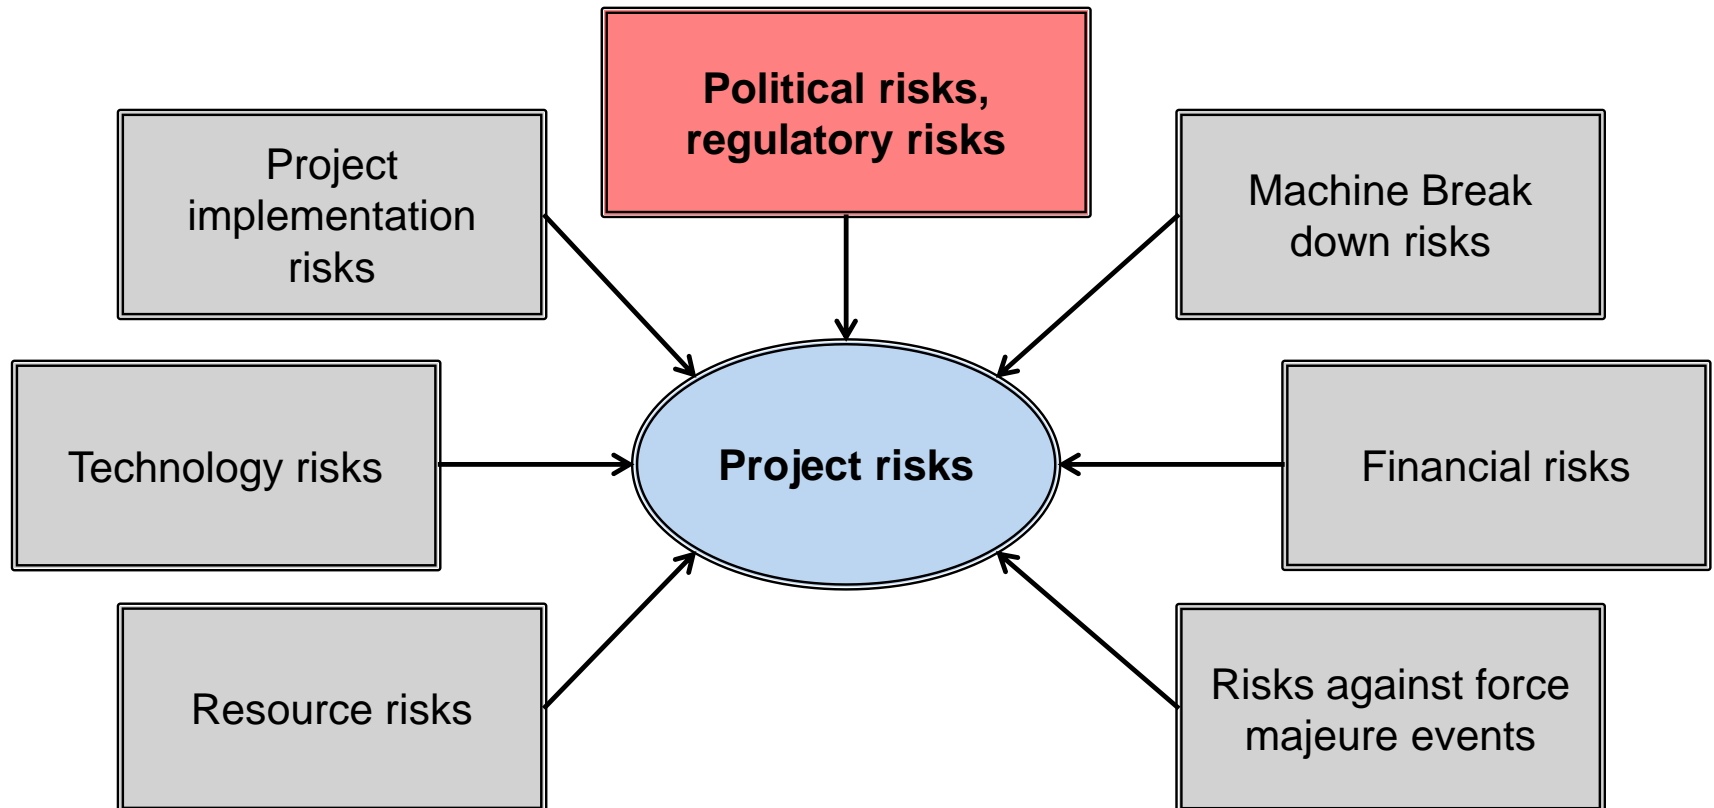 Political risks,
regulatory risks
Project
implementation
risks
Machine Break
down risks
Technology risks
Project risks
Financial risks
Resource risks
Risks against force
majeure events